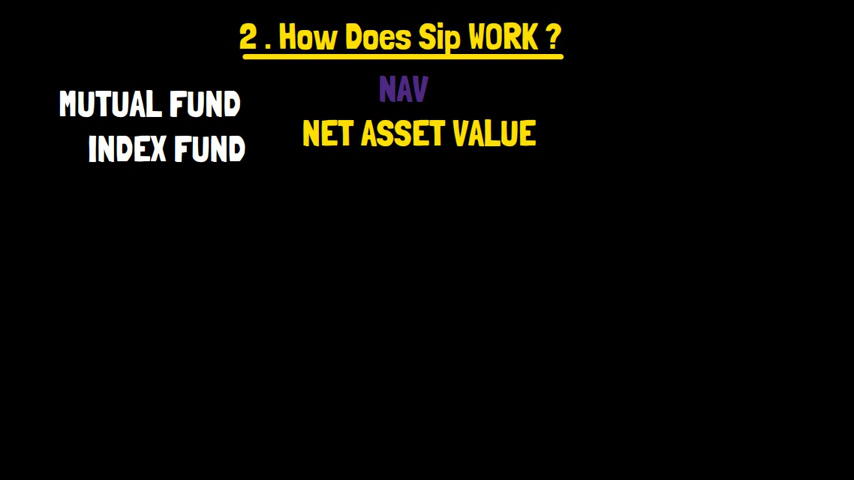 2 . How Does Sip WORK ?
MUTUAL FUND
INDEX FUND
NAV
NET ASSET VALUE